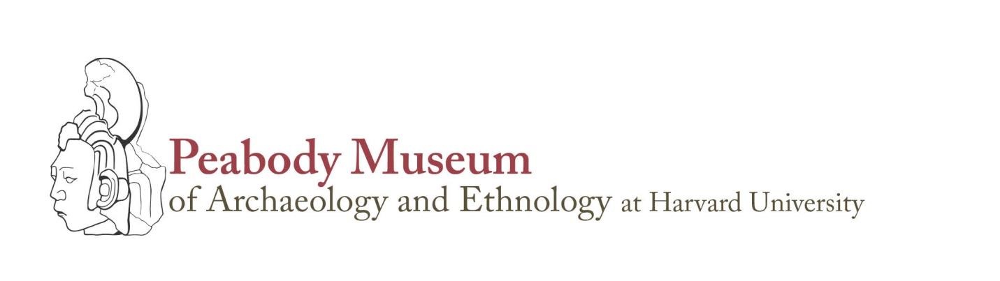 Peabody Museum
of Archaeology and Ethnology at Harvard University